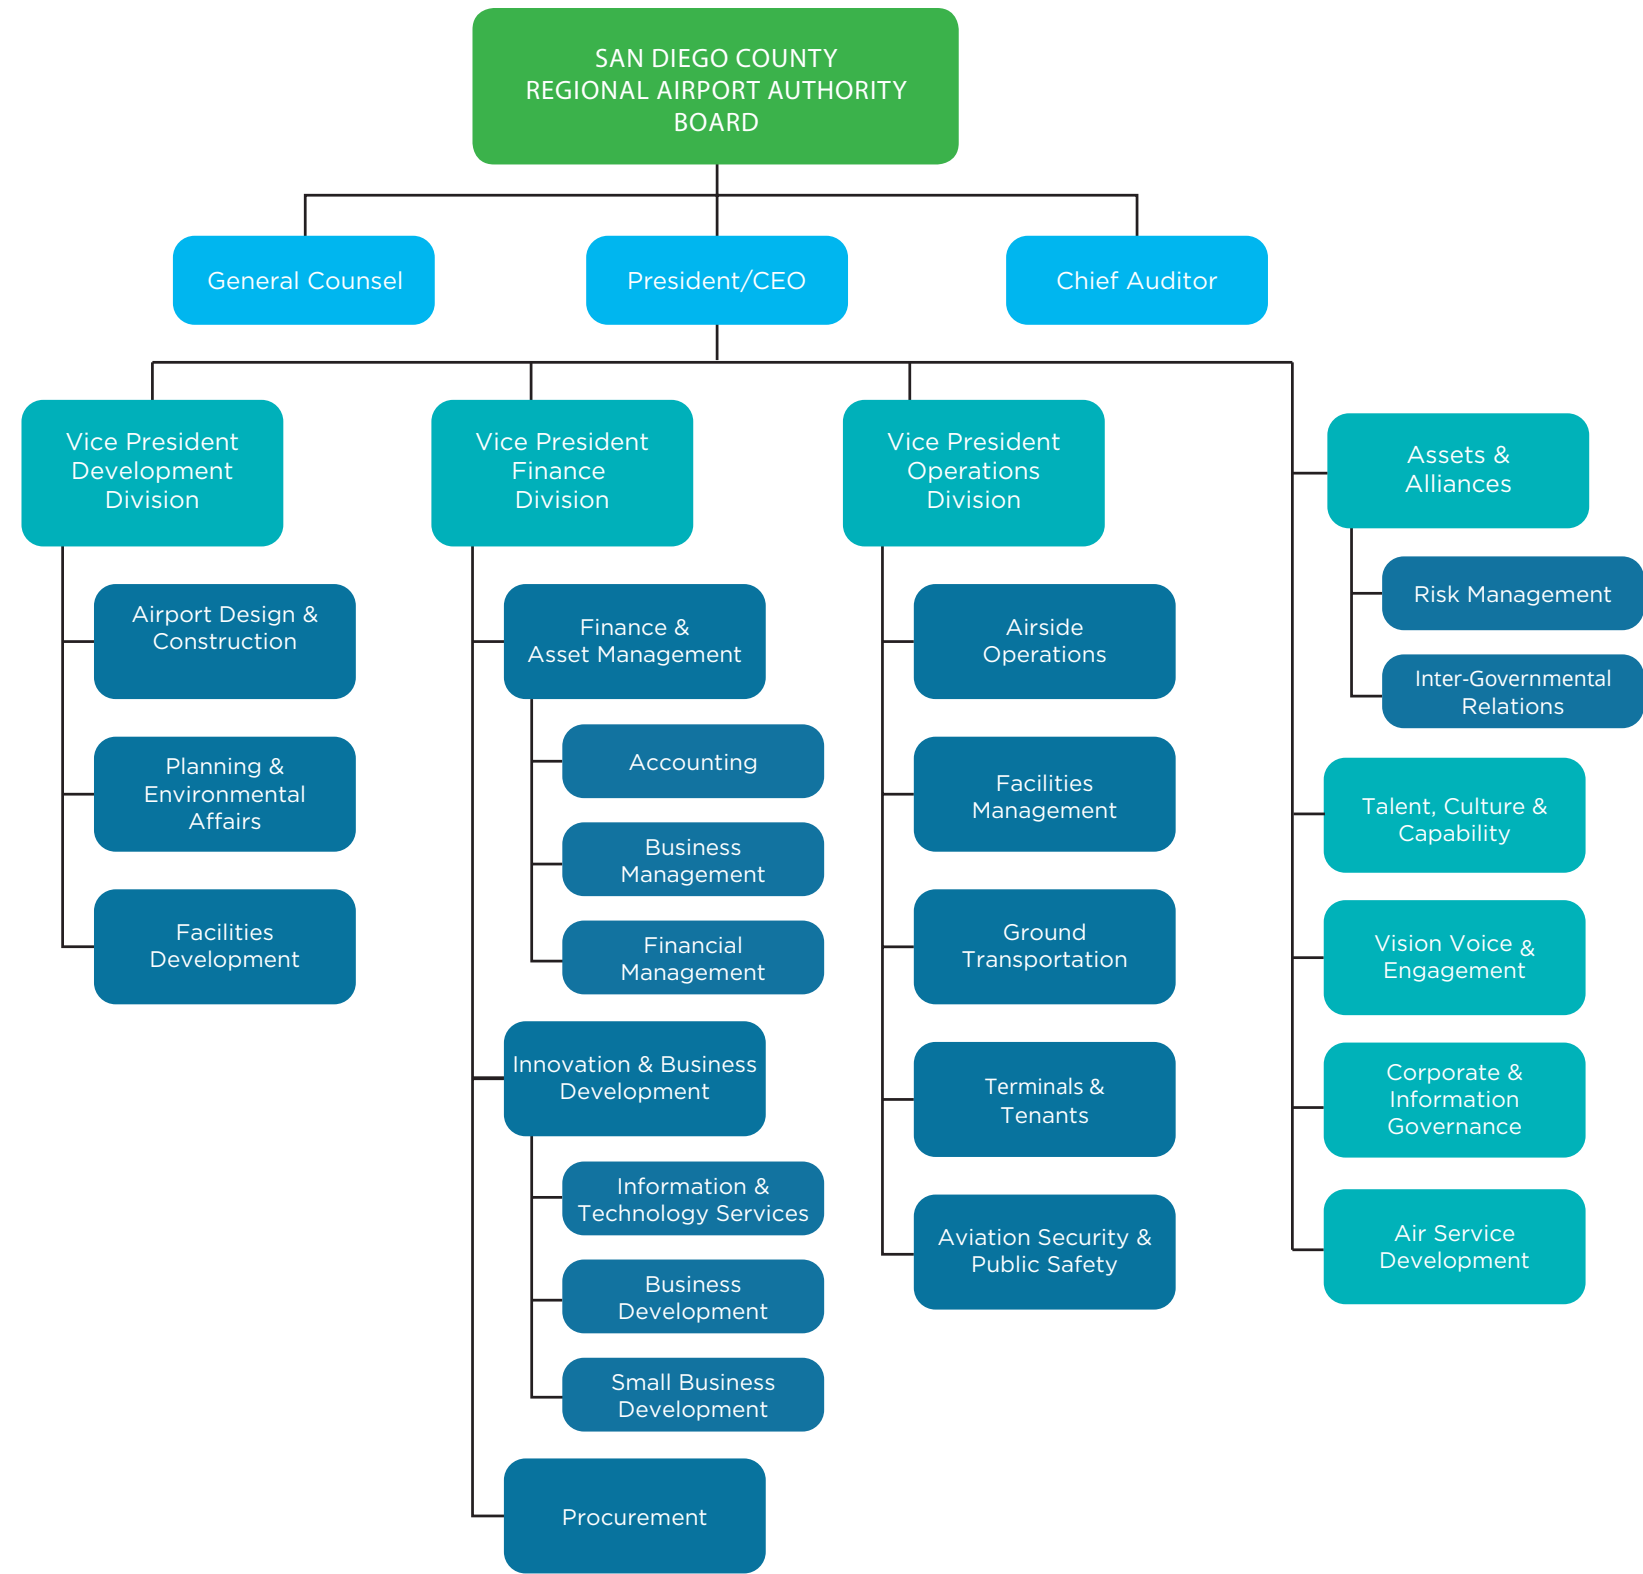 SAN DIEGO COUNTY
REGIONAL AIRPORT AUTHORITY
BOARD
General Counsel
President/CEO
Chief Auditor
Vice President
Development
Division
Vice President
Finance
Division
Vice President
Operations
Division
Assets &
Alliances
Airport Design &
Construction
Planning &
Environmental
Affairs
Facilities
Development
Finance &
Asset Management
Accounting
Business
Management
Financial
Management
Innovation & Business
Development
Information &
Technology Services
Business
Development
Small Business
Development
Procurement
Airside
Operations
Facilities
Management
Ground
Transportation
Terminals &
Tenants
Aviation Security &
Public Safety
Risk Management
Inter-Governmental
Relations
Talent, Culture &
Capability
Vision Voice &
Engagement
Corporate &
Information
Governance
Air Service
Development